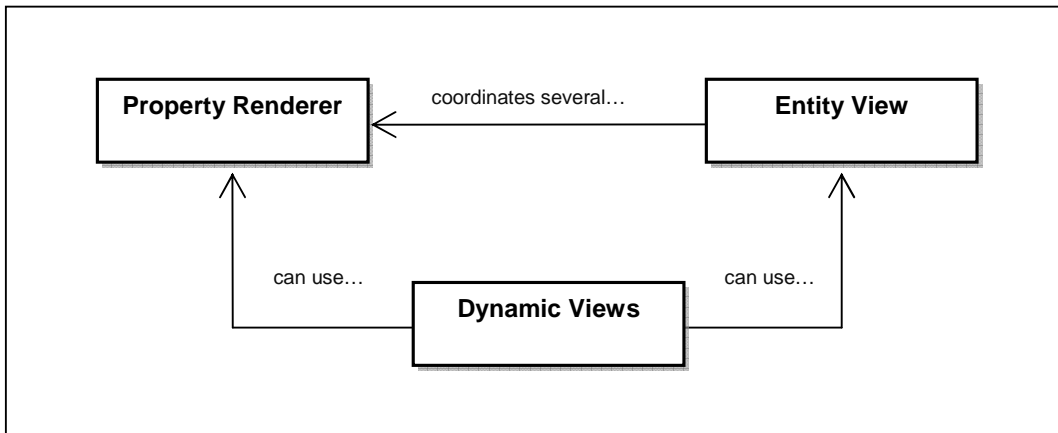 Property Renderer
coordinates several…
Entity View
can use…
can use…
Dynamic Views